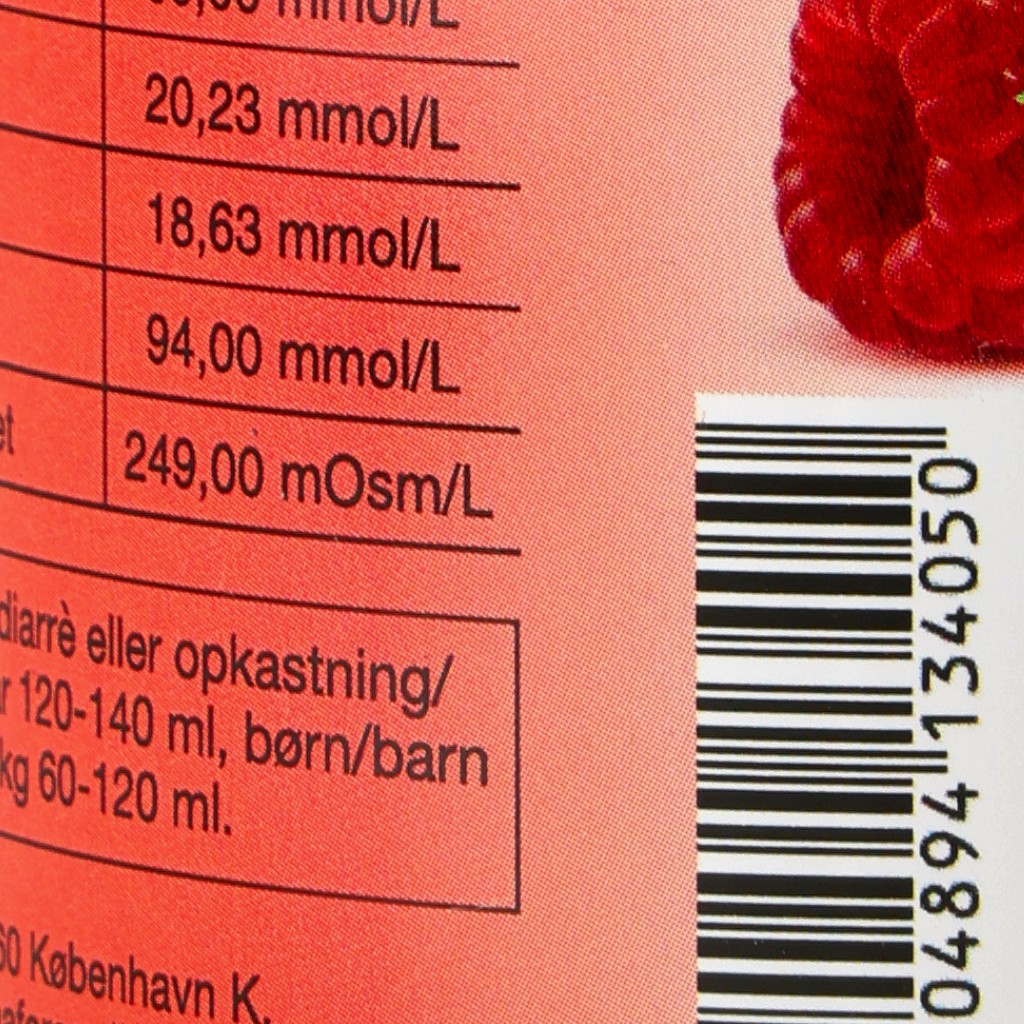 mmol/L
20,23 mmol/L
18,63 mmol/L
94,00 mmol/L
249,00 mOsm/L
diarrè eller opkastning/
120-140 ml, børn/barn
kg 60-120 ml.
København K.
04894 134050